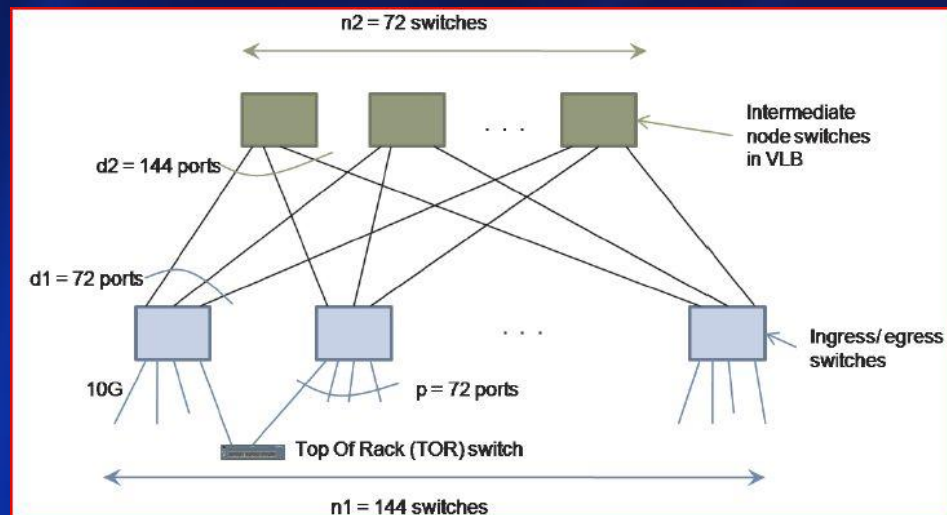 n2 = 72 switches
Intermediate
node switches
in VLB
. . .
d2 = 144 ports
d1 = 72 ports
. . .
Ingress/ egress
switches
10G
p = 72 ports
Top Of Rack (TOR) switch
n1 = 144 switches